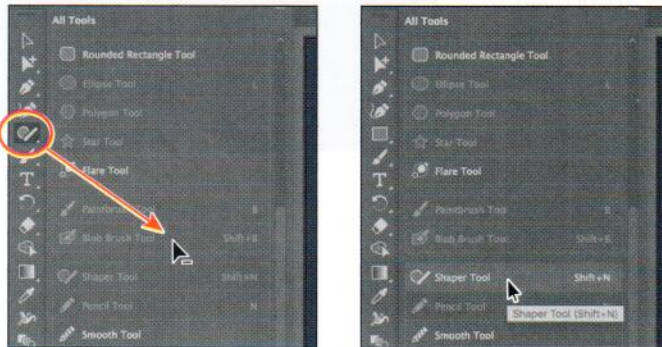 All Tools
Rounded Rectangle Tool
Ellipse Tool L
Polygon Tool
Star Tool
Flare Tool
Paintbrush Tool B
Blob Brush Tool Shift+B
Shaper Tool Shift+N
Pencil Tool N
Smooth Tool
All Tools
Rounded Rectangle Tool
Ellipse Tool L
Polygon Tool
Star Tool
Flare Tool
Paintbrush Tool B
Blob Brush Tool Shift+B
Shaper Tool Shift+N
Pencil Tool
Shaper Tool (Shift+N)
Smooth Tool